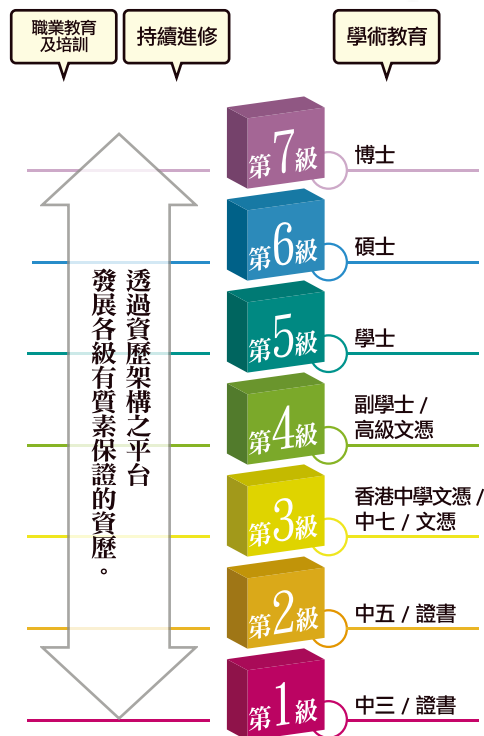 職業教育
及培訓
持續進修
學術教育
第7級
博士
第6級
碩士
第5級
學士
第4級
副學士 /
高級文憑
第3級
香港中學文憑 /
中七 / 文憑
第2級
中五 / 證書
第1級
中三 / 證書
透過資歷架構之平台
發展各級有質素保證的資歷。